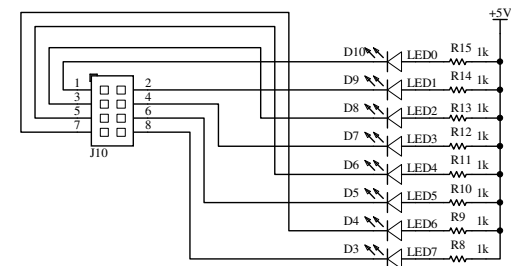 +5V
D10 LED0 R15 1k
D9 LED1 R14 1k
D8 LED2 R13 1k
D7 LED3 R12 1k
D6 LED4 R11 1k
D5 LED5 R10 1k
D4 LED6 R9 1k
D3 LED7 R8 1k
1 2
3 4
5 6
7 8
J10